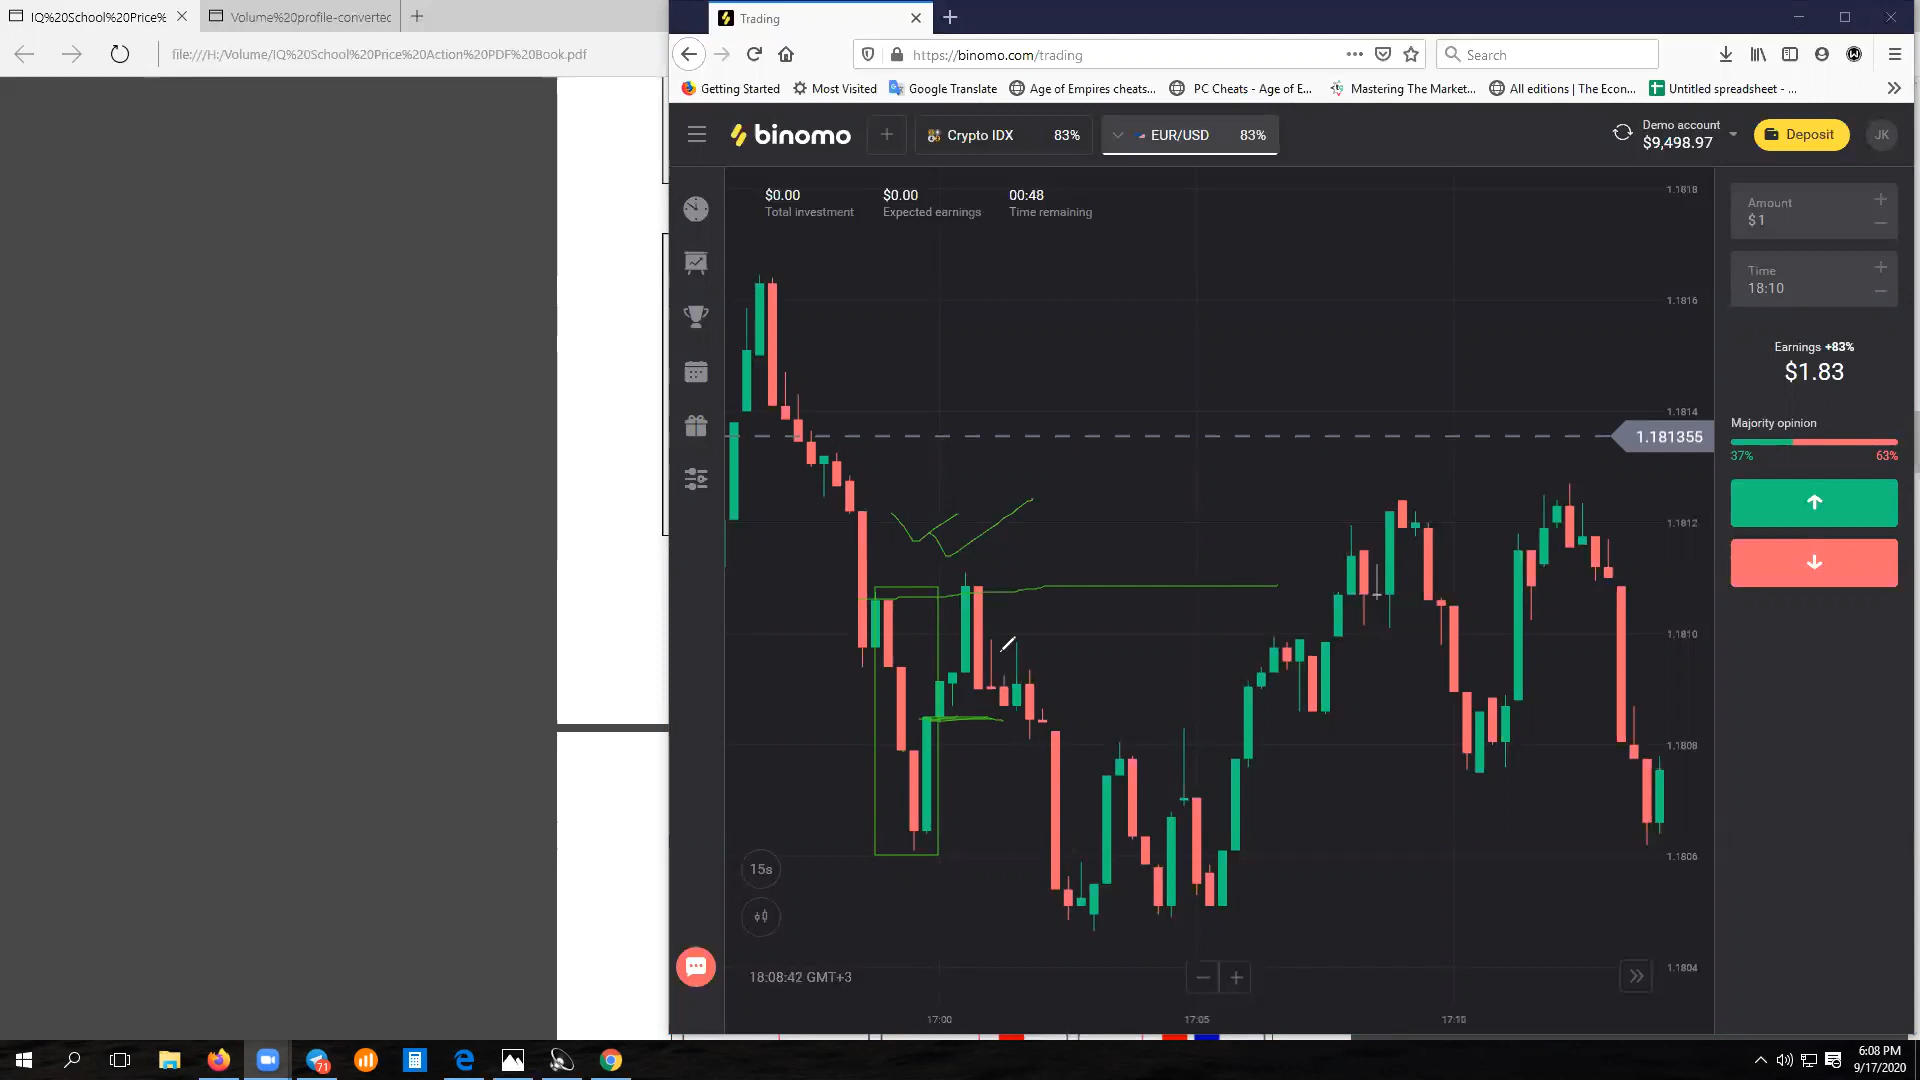 IQ%20School%20Price%
Volume%20profile-convertec
file:///H:/Volume/IQ%20School%20Price%20Action%20PDF%20Book.pdf
Trading
https://binomo.com/trading
Search
Getting Started
Most Visited
Google Translate
Age of Empires cheats...
PC Cheats - Age of E...
Mastering The Market...
All editions | The Econ...
Untitled spreadsheet - ...
binomo
Crypto IDX 83%
EUR/USD 83%
Demo account
$9,498.97
Deposit
JK
$0.00
Total investment
$0.00
Expected earnings
00:48
Time remaining
1.1818
1.1816
1.1814
1.181355
1.1812
1.1810
1.1808
1.1806
1.1804
Amount
$ 1
Time
18:10
Earnings +83%
$1.83
Majority opinion
37% 63%
15s
18:08:42 GMT+3
17:00
17:05
17:10
71
6:08 PM
9/17/2020